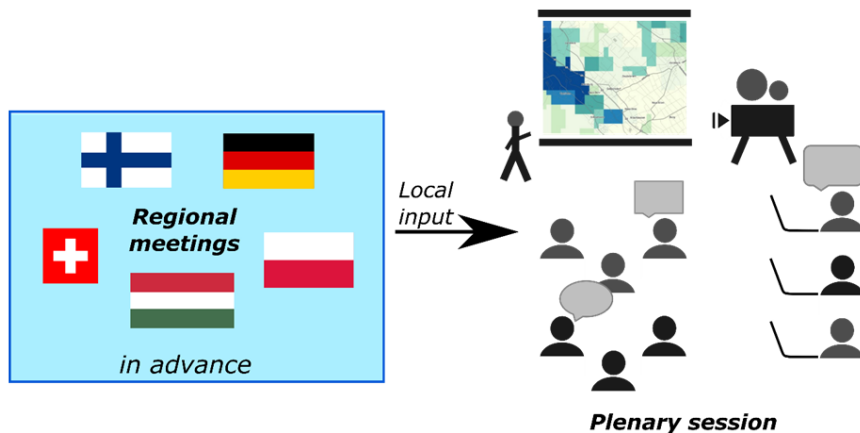 Regional
meetings
in advance
Local
input
Plenary session